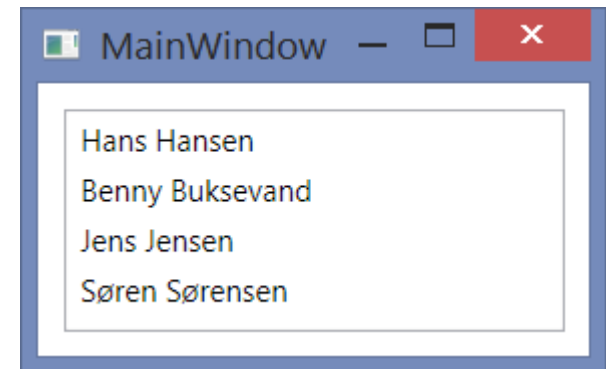 MainWindow
Hans Hansen
Benny Buksevand
Jens Jensen
Søren Sørensen